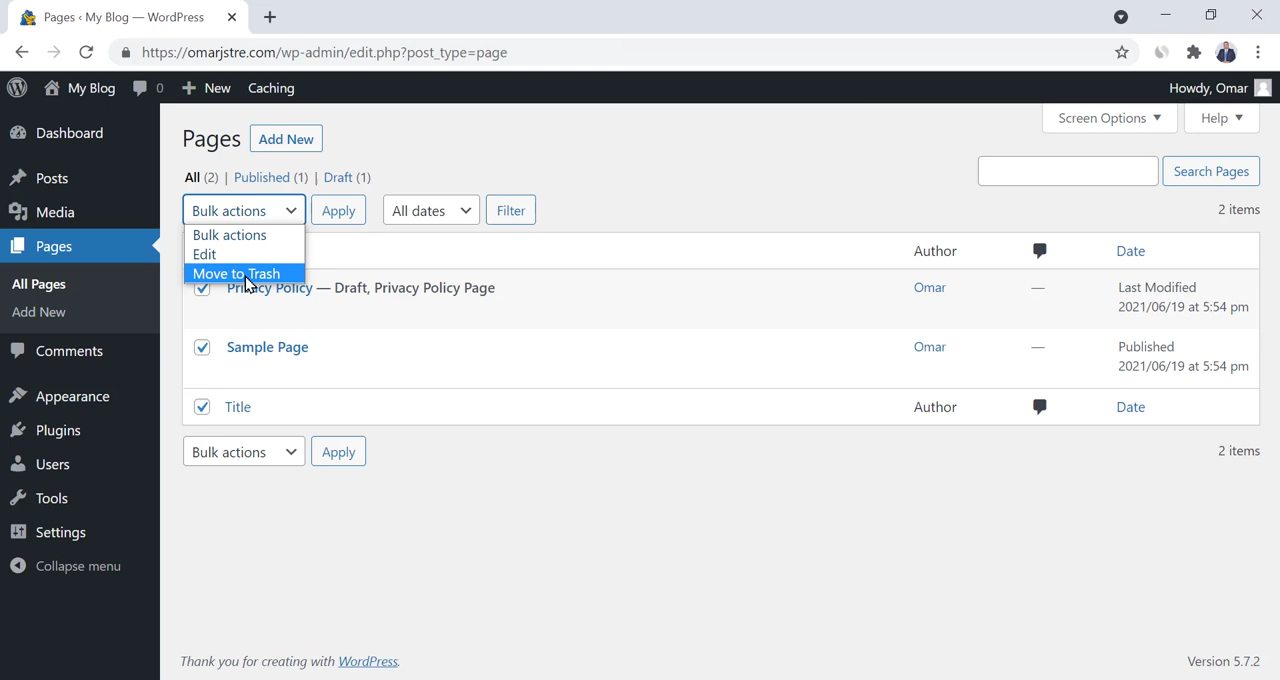 Pages ‹ My Blog — WordPress
https://omarjstre.com/wp-admin/edit.php?post_type=page
My Blog 0 New Caching Howdy, Omar
Dashboard
Posts
Media
Pages
All Pages
Add New
Comments
Appearance
Plugins
Users
Tools
Settings
Collapse menu
Screen Options Help
Pages Add New
All (2) | Published (1) | Draft (1)
Search Pages
Bulk actions Apply All dates Filter 2 items
Bulk actions
Edit
Move to Trash
Author Date
Privacy Policy — Draft, Privacy Policy Page Omar — Last Modified
2021/06/19 at 5:54 pm
Sample Page Omar — Published
2021/06/19 at 5:54 pm
Title Author Date
Bulk actions Apply 2 items
Thank you for creating with WordPress. Version 5.7.2